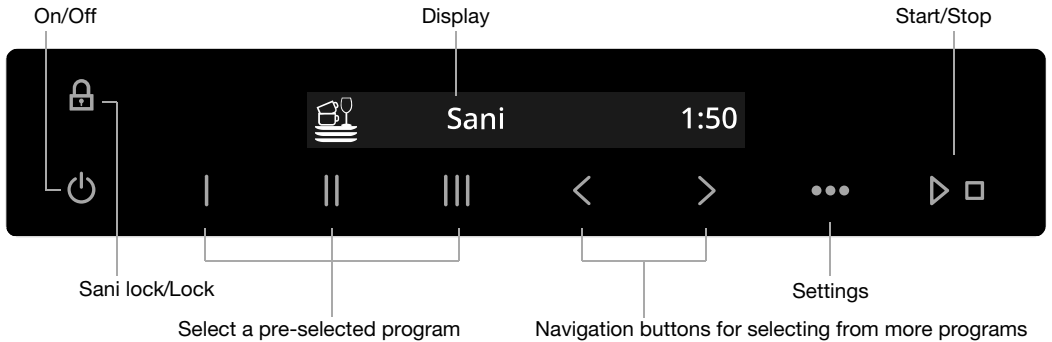 On/Off
Display
Start/Stop
Sani
1:50
Sani lock/Lock
Settings
Select a pre-selected program
Navigation buttons for selecting from more programs